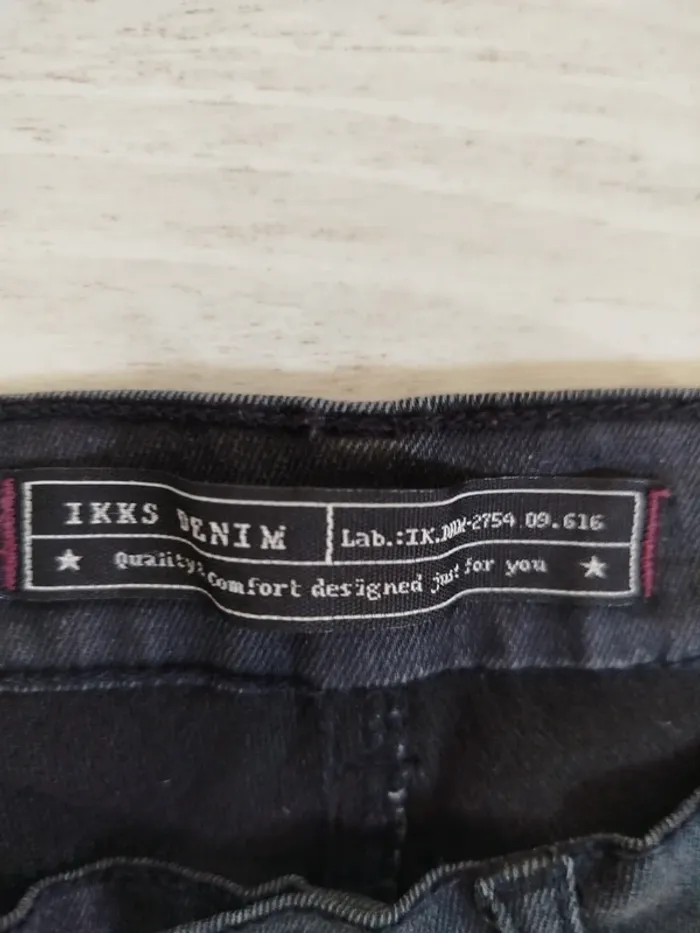 IKKS DENIM
Lab.:IK.DNM-2754 09.616
★ Quality & Comfort designed just for you ★